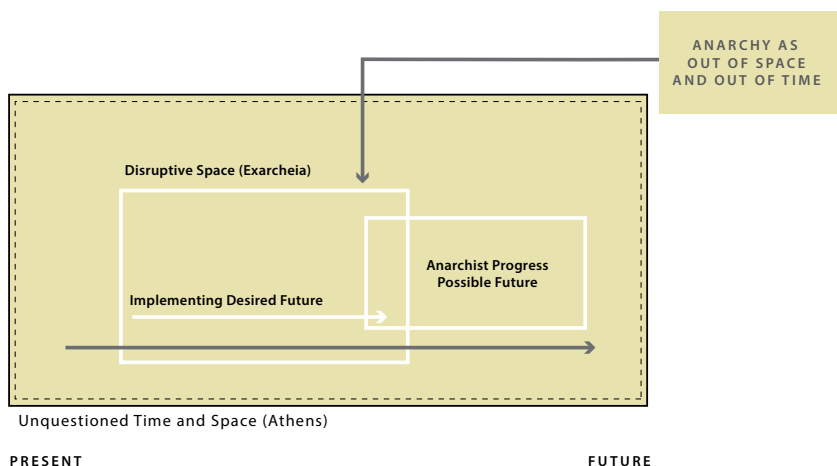 ANARCHY AS
OUT OF SPACE
AND OUT OF TIME
Disruptive Space (Exarcheia)
Anarchist Progress
Possible Future
Implementing Desired Future
Unquestioned Time and Space (Athens)
PRESENT
FUTURE